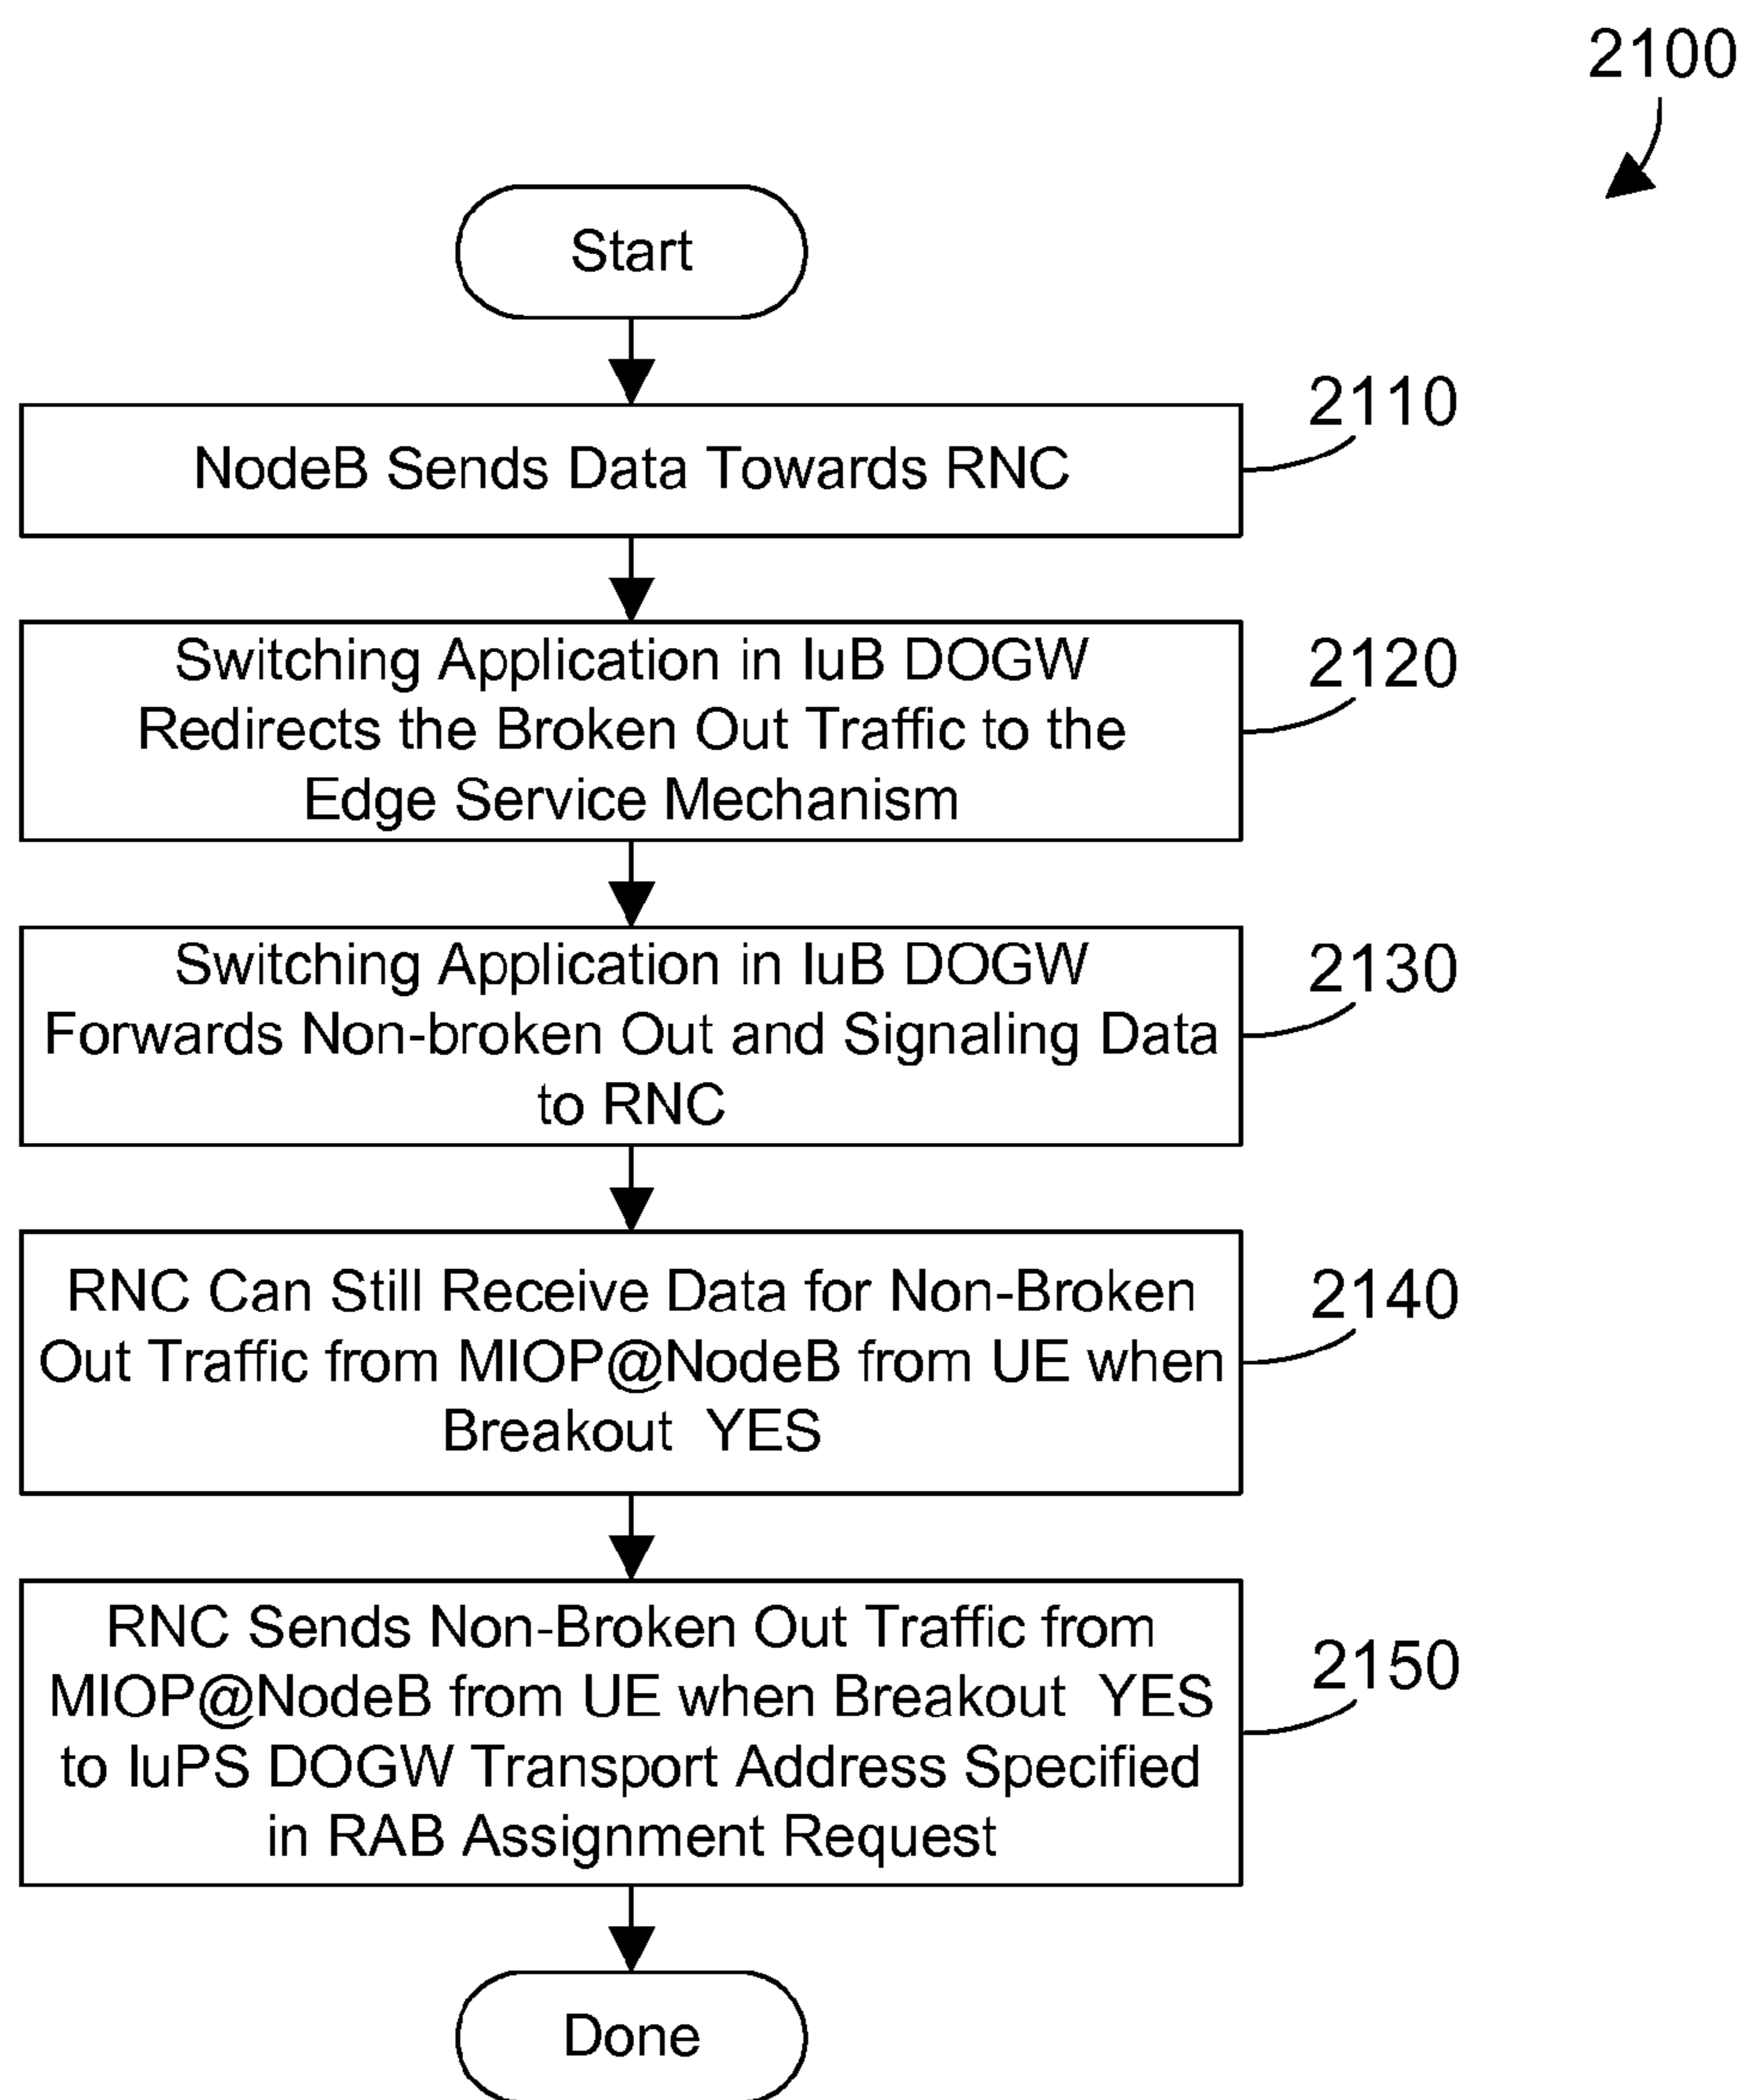 2100
Start
NodeB Sends Data Towards RNC
2110
Switching Application in IuB DOGW
Redirects the Broken Out Traffic to the
Edge Service Mechanism
2120
Switching Application in IuB DOGW
Forwards Non-broken Out and Signaling Data
to RNC
2130
RNC Can Still Receive Data for Non-Broken
Out Traffic from MIOP@NodeB from UE when
Breakout YES
2140
RNC Sends Non-Broken Out Traffic from
MIOP@NodeB from UE when Breakout YES
to IuPS DOGW Transport Address Specified
in RAB Assignment Request
2150
Done